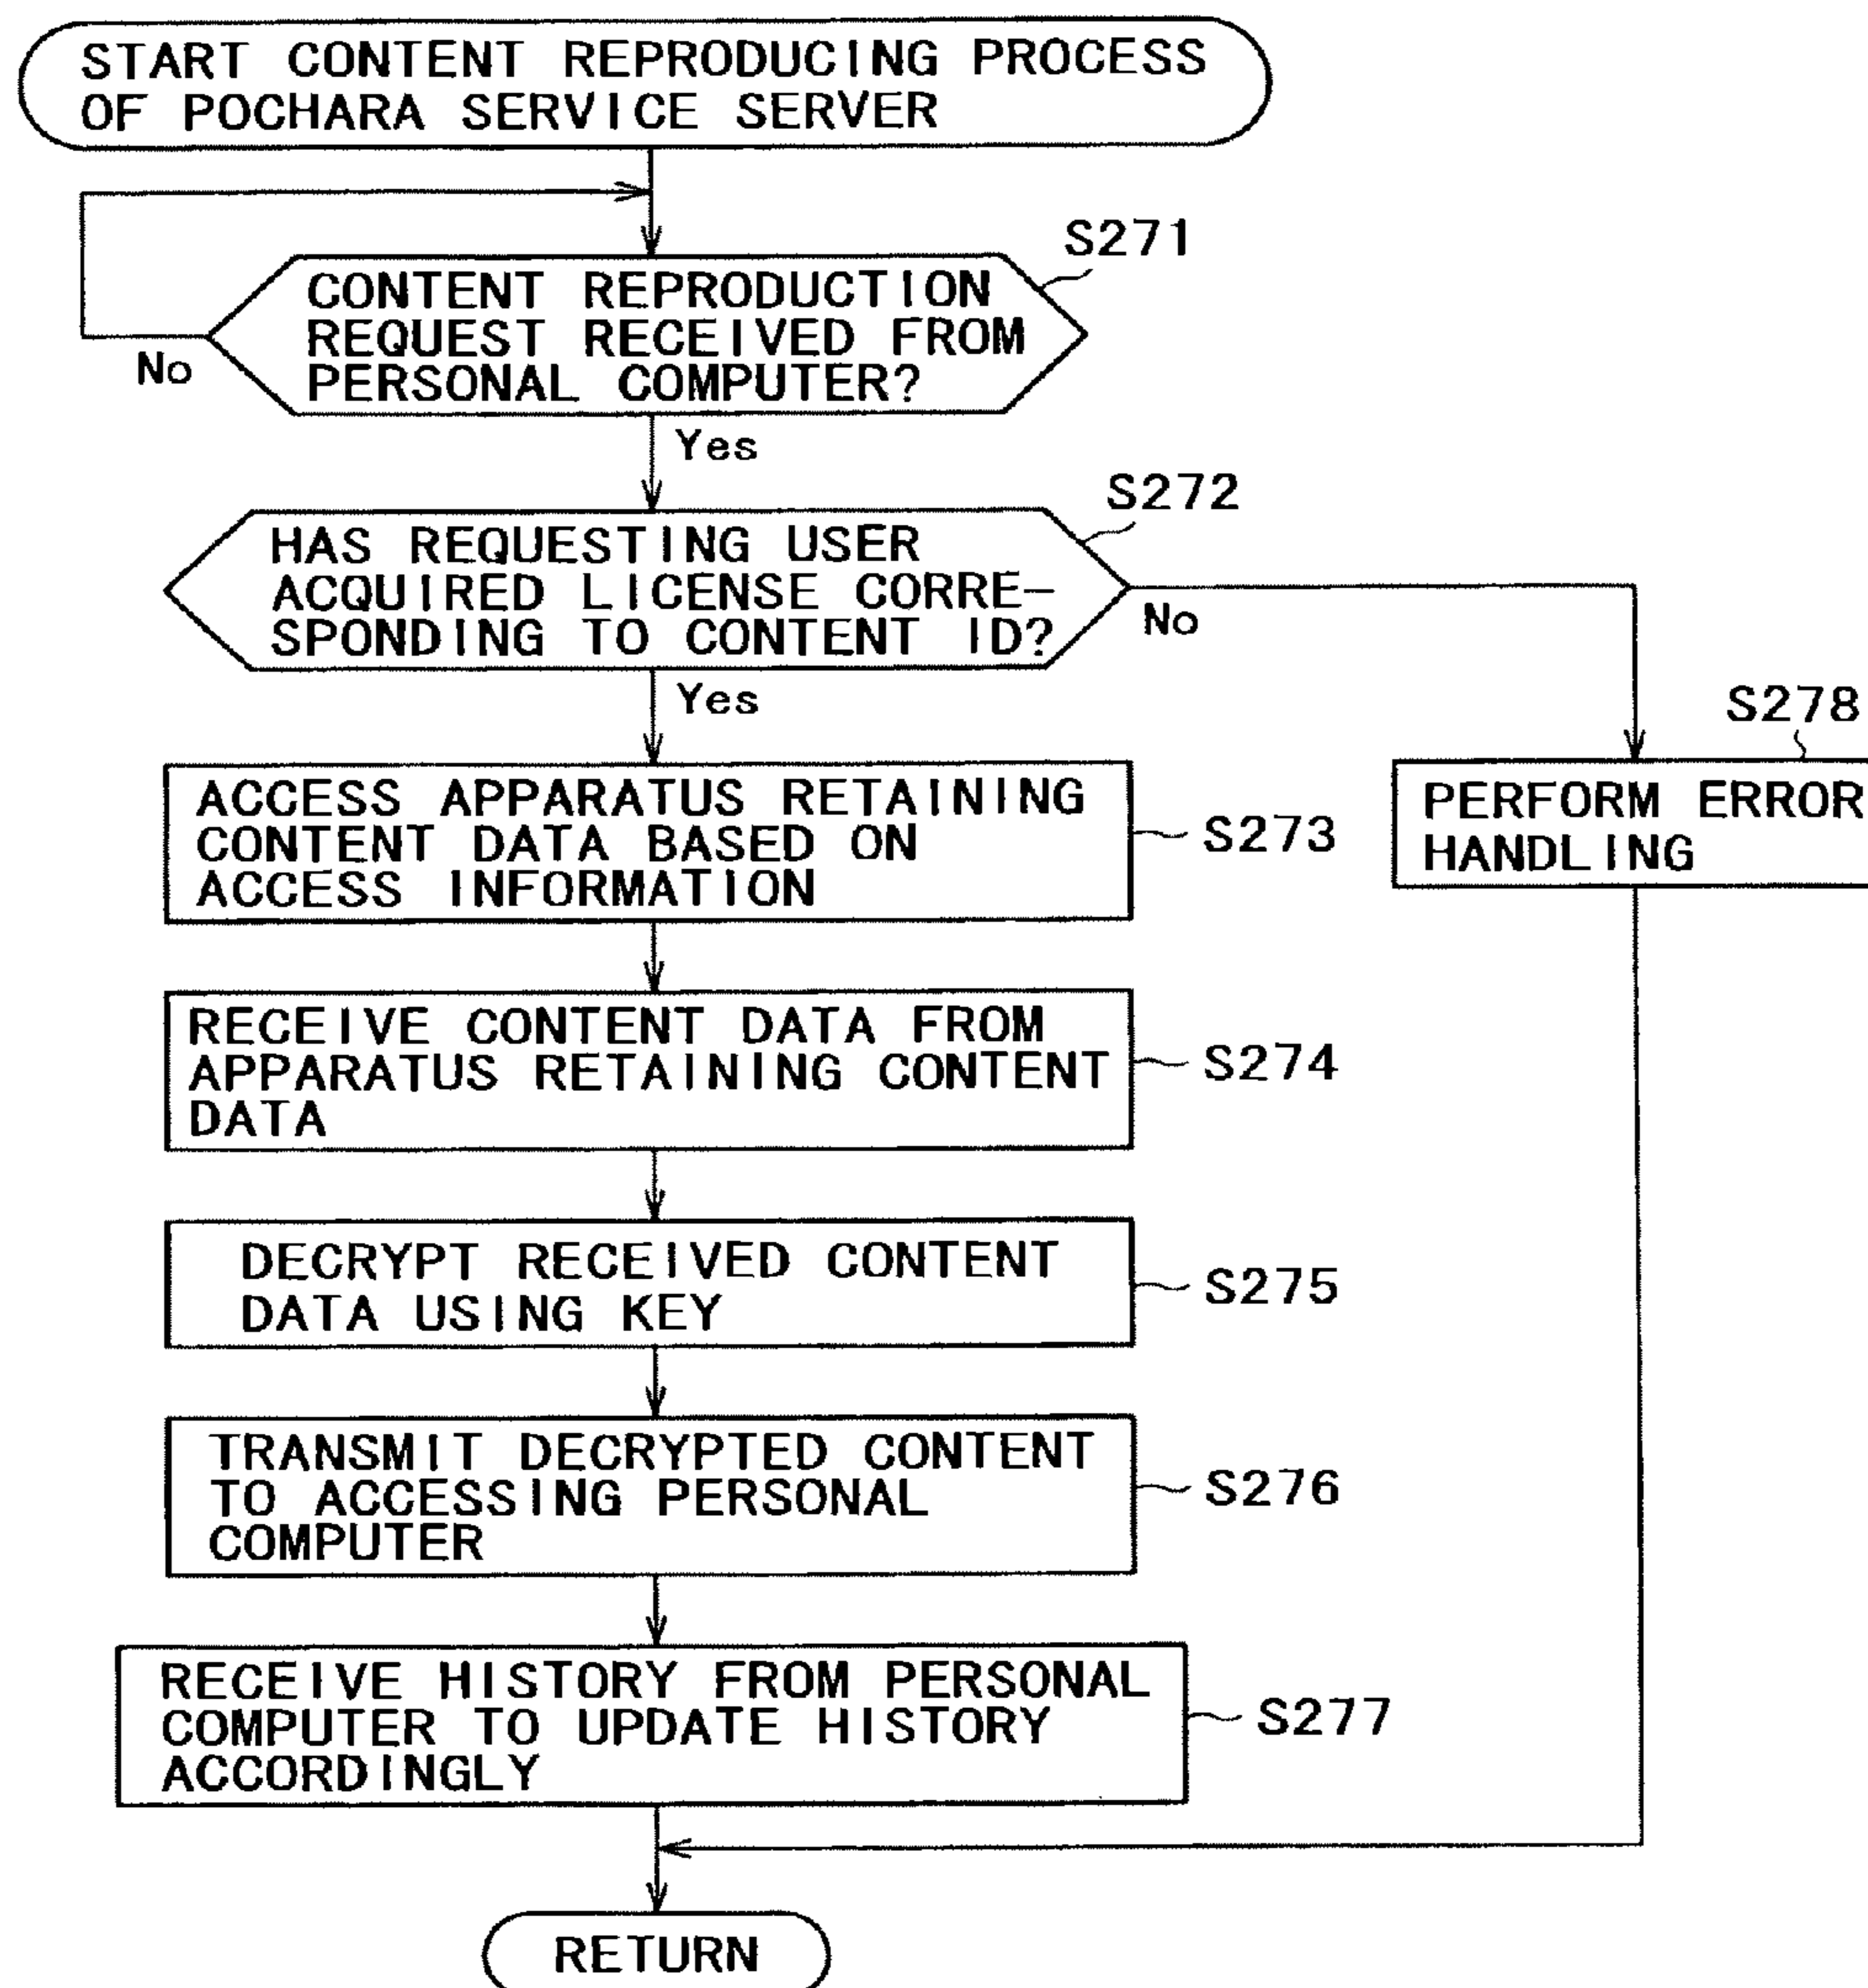 START CONTENT REPRODUCING PROCESS
OF POCHARA SERVICE SERVER
S271
CONTENT REPRODUCTION
REQUEST RECEIVED FROM
PERSONAL COMPUTER?
No
Yes
S272
HAS REQUESTING USER
ACQUIRED LICENSE CORRE-
SPONDING TO CONTENT ID?
No
Yes
S278
PERFORM ERROR
HANDLING
ACCESS APPARATUS RETAINING
CONTENT DATA BASED ON
ACCESS INFORMATION
S273
RECEIVE CONTENT DATA FROM
APPARATUS RETAINING CONTENT
DATA
S274
DECRYPT RECEIVED CONTENT
DATA USING KEY
S275
TRANSMIT DECRYPTED CONTENT
TO ACCESSING PERSONAL
COMPUTER
S276
RECEIVE HISTORY FROM PERSONAL
COMPUTER TO UPDATE HISTORY
ACCORDINGLY
S277
RETURN